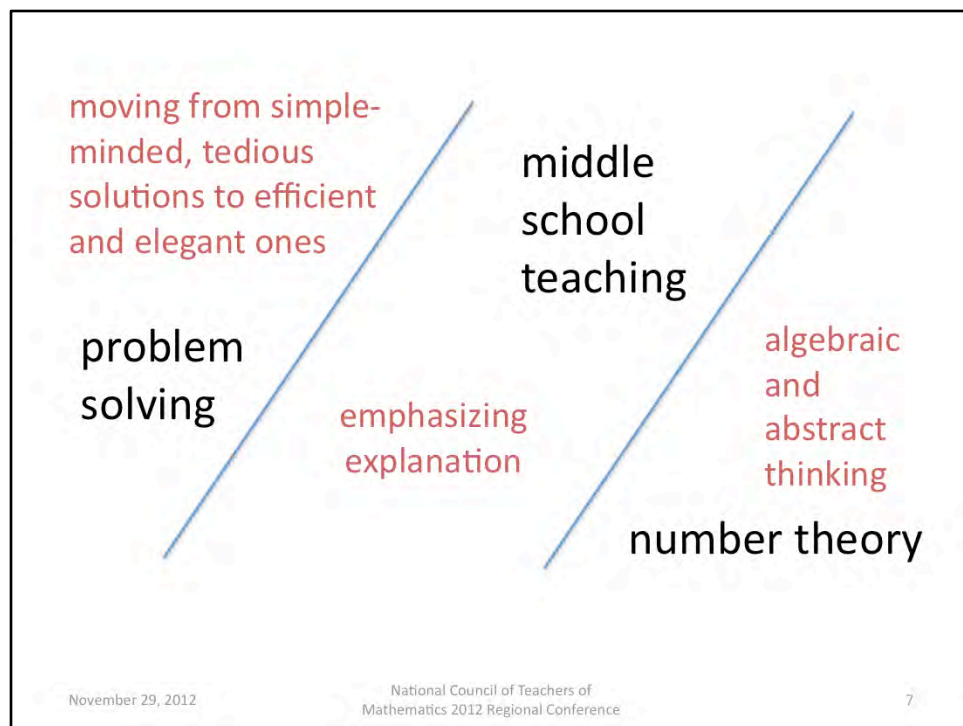 moving from simple-
minded, tedious
solutions to efficient
and elegant ones
problem
solving
middle
school
teaching
emphasizing
explanation
algebraic
and
abstract
thinking
number theory
November 29, 2012
National Council of Teachers of
Mathematics 2012 Regional Conference
7